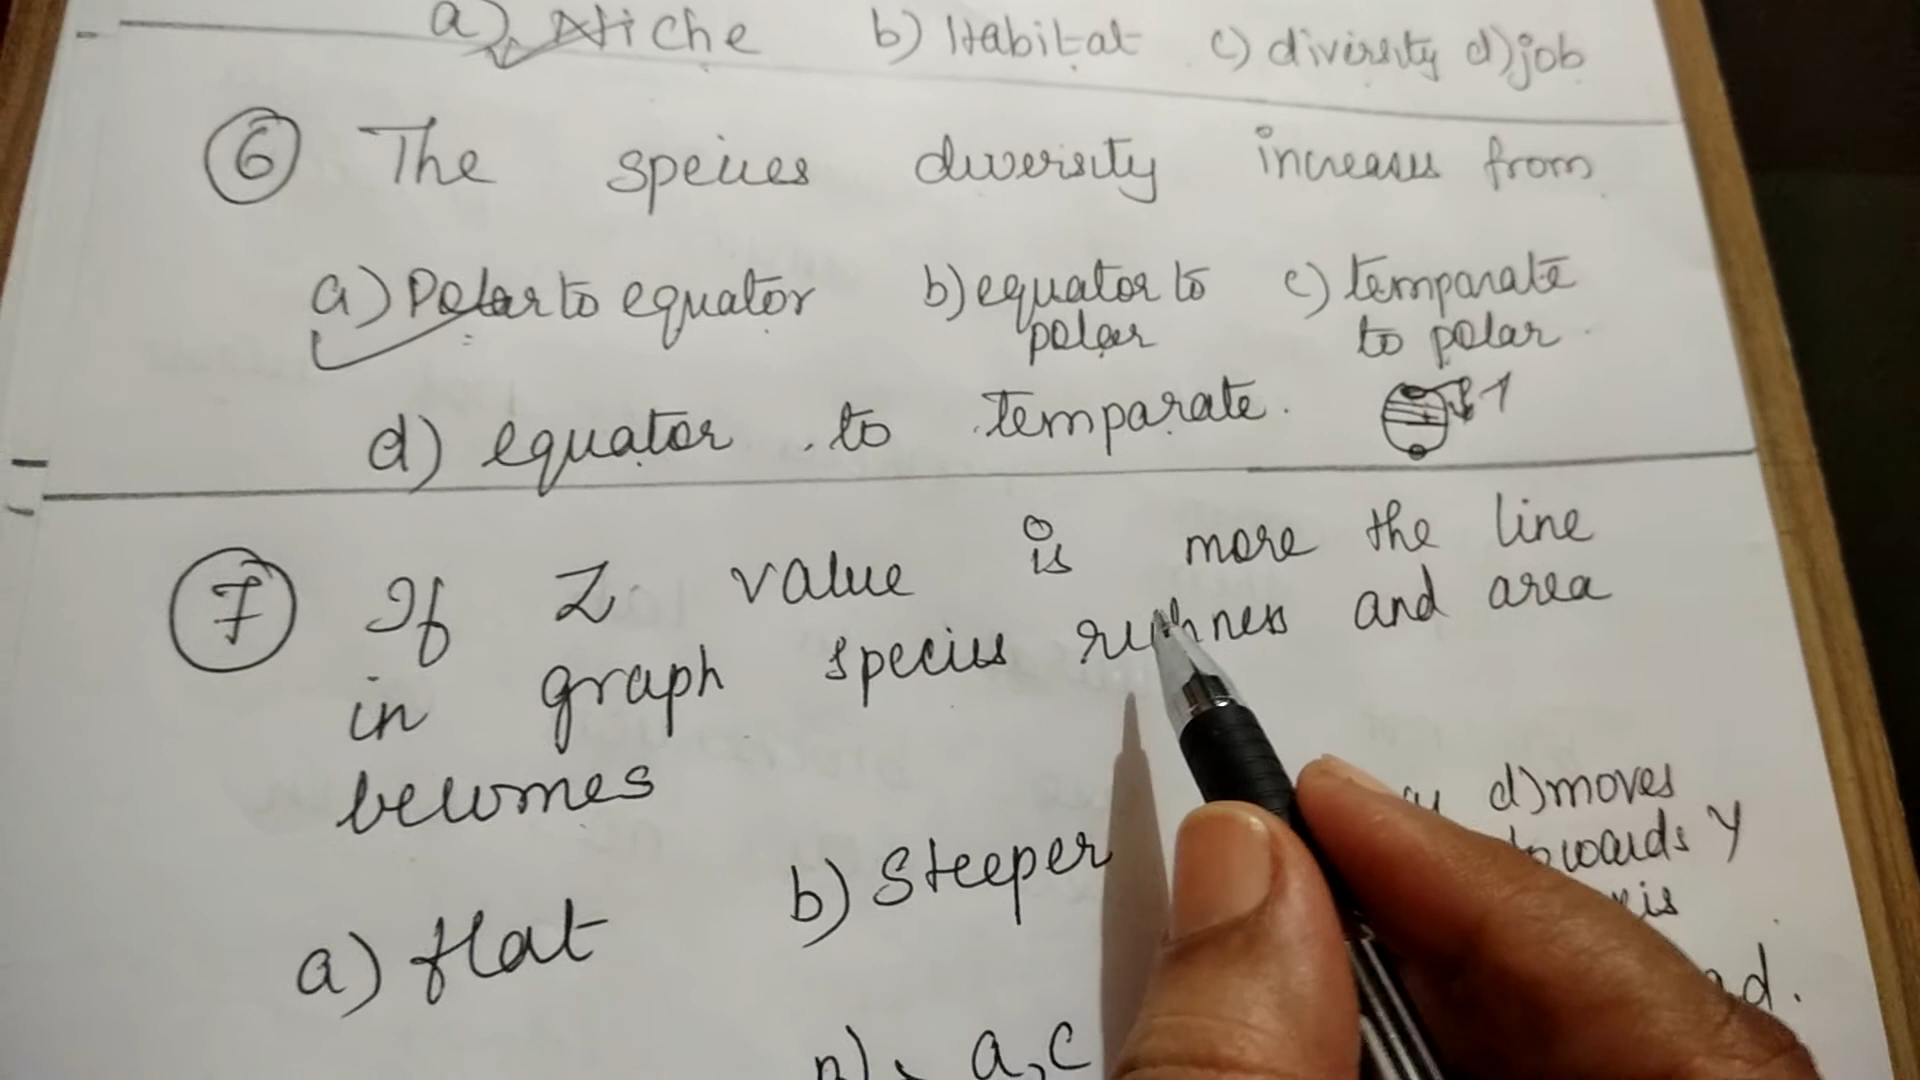 a) Niche b) Habitat c) diversity d) job
6 The species diversity increases from
a) Polar to equator b) equator to polar c) temparate to polar
d) equator to temparate.
7 If Z value is more the line
in graph species richness and area
becomes
a) flat b) Steeper d) moves towards y
a,c